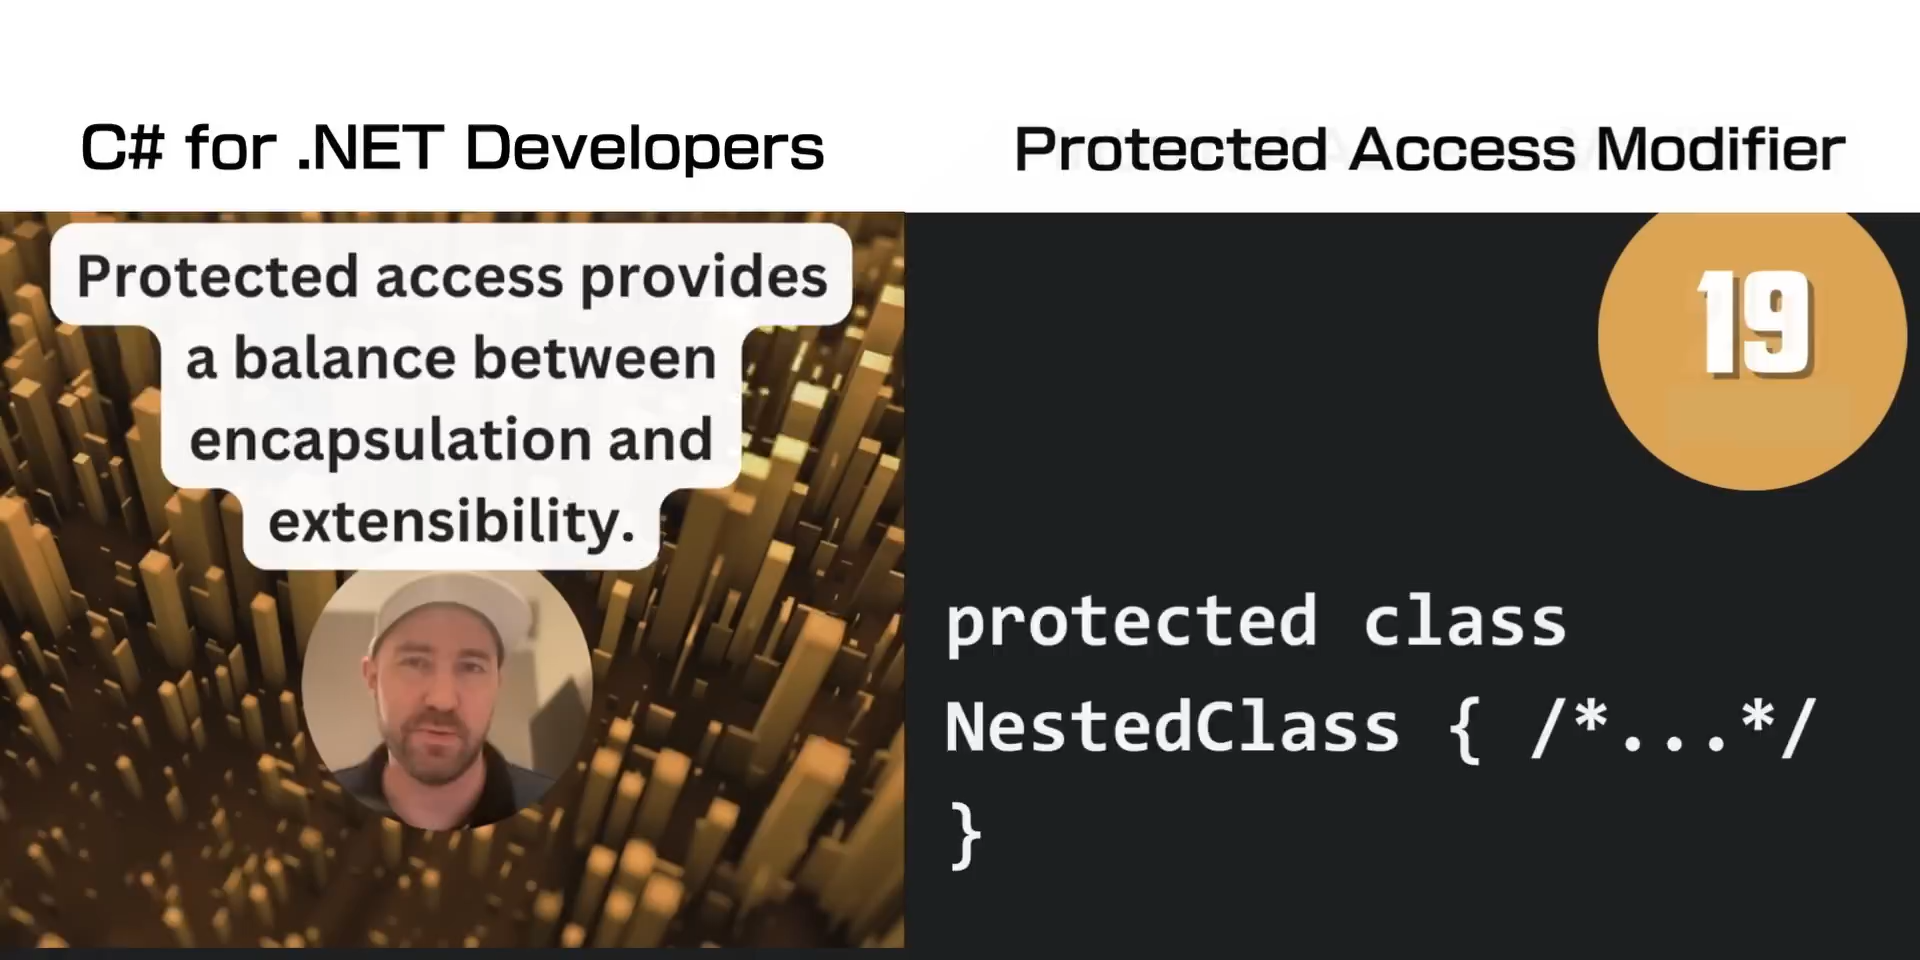 C# for .NET Developers
Protected Access Modifier
Protected access provides
a balance between
encapsulation and
extensibility.
19
protected class
NestedClass { /*...*/
}